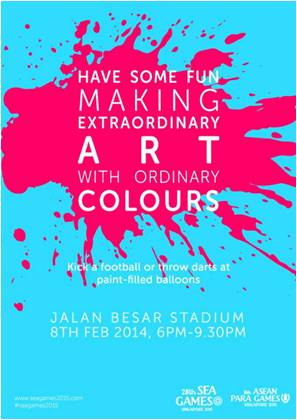 HAVE SOME FUN
MAKING
EXTRAORDINARY
ART
WITH ORDINARY
COLOURS
Kick a football or throw darts at
paint-filled balloons
JALAN BESAR STADIUM
8TH FEB 2014, 6PM-9.30PM
www.seagames2015.com
#seagames2015
28th SEA
GAMES
SINGAPORE 2015
8th ASEAN
PARA GAMES
SINGAPORE 2015